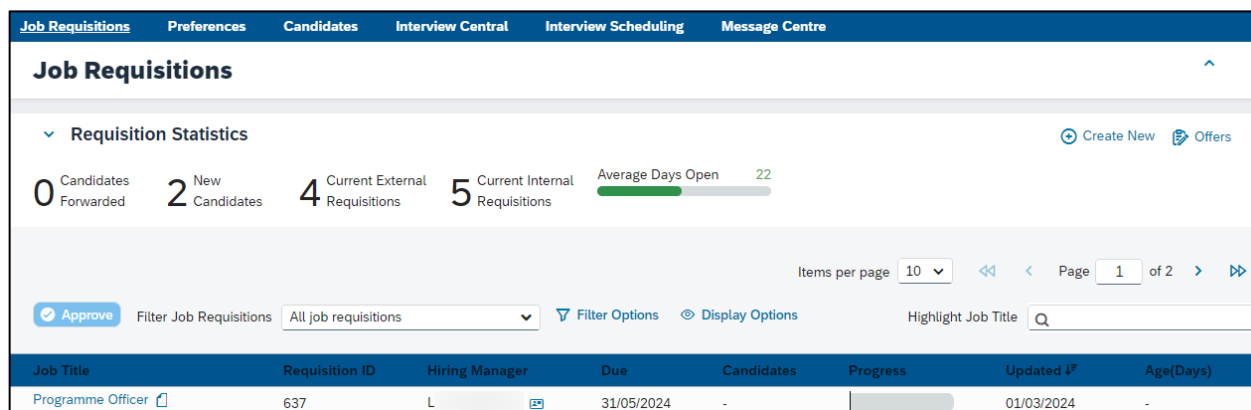 Job Requisitions Preferences Candidates Interview Central Interview Scheduling Message Centre
Job Requisitions
Requisition Statistics
Create New Offers
0 Candidates Forwarded
2 New Candidates
4 Current External Requisitions
5 Current Internal Requisitions
Average Days Open 22
Items per page 10 Page 1 of 2
Approve Filter Job Requisitions All job requisitions Filter Options Display Options Highlight Job Title
Job Title Requisition ID Hiring Manager Due Candidates Progress Updated Age(Days)
Programme Officer 637 L 31/05/2024 - 01/03/2024 -